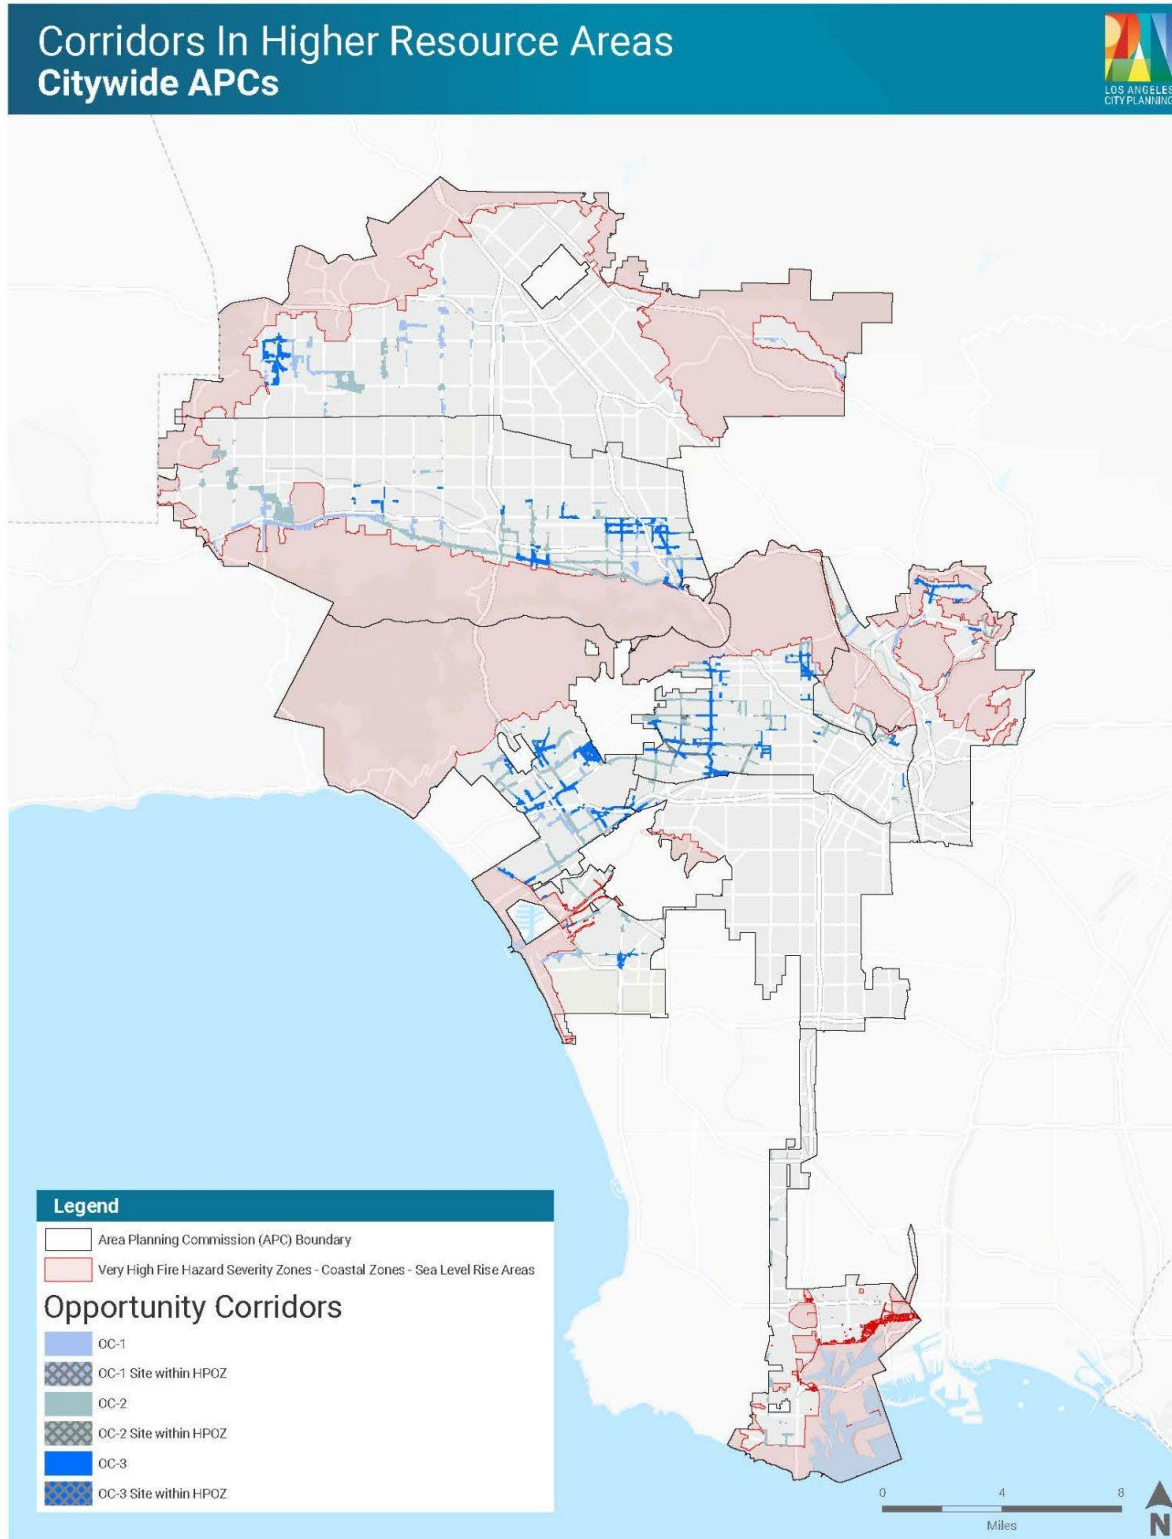 Corridors In Higher Resource Areas
Citywide APCs
LOS ANGELES
CITY PLANNING
Legend
Area Planning Commission (APC) Boundary
Very High Fire Hazard Severity Zones - Coastal Zones - Sea Level Rise Areas
Opportunity Corridors
OC-1
OC-1 Site within HPOZ
OC-2
OC-2 Site within HPOZ
OC-3
OC-3 Site within HPOZ
0 4 8
Miles
N